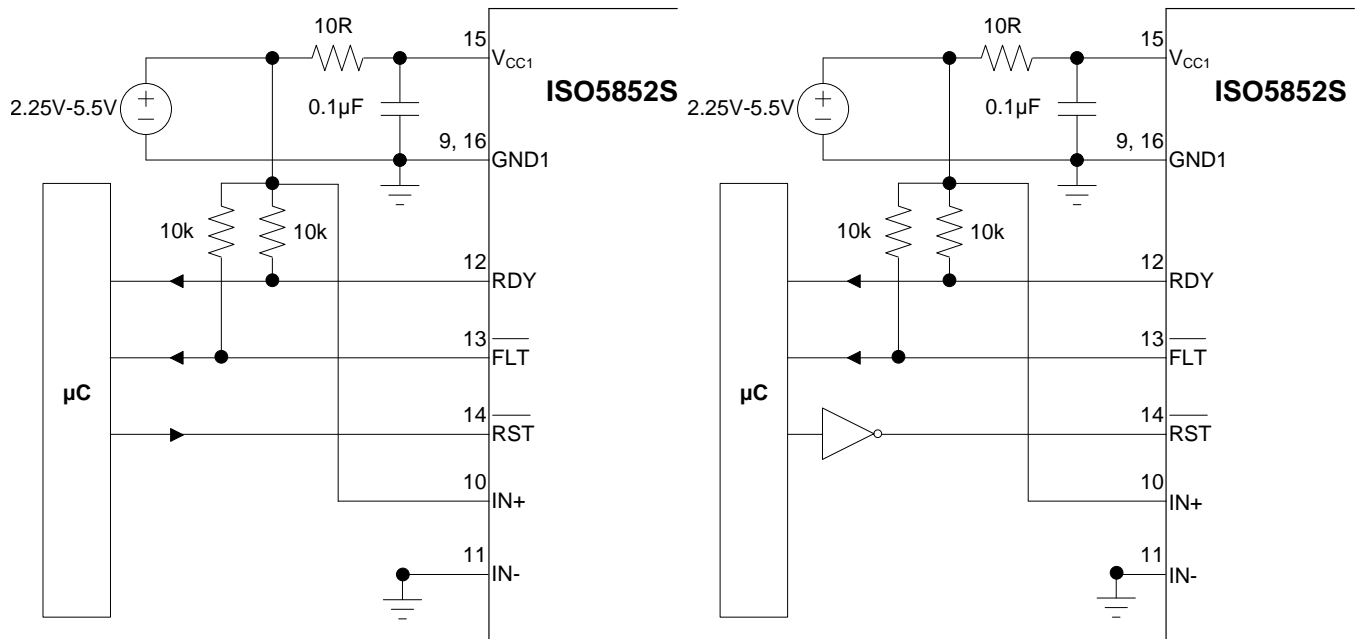 10R
15
V_CC1
ISO5852S
2.25V-5.5V
0.1µF
9, 16
GND1
10k
10k
12
RDY
13
FLT
µC
14
RST
10
IN+
11
IN-
10R
15
V_CC1
ISO5852S
2.25V-5.5V
0.1µF
9, 16
GND1
10k
10k
12
RDY
13
FLT
µC
14
RST
10
IN+
11
IN-